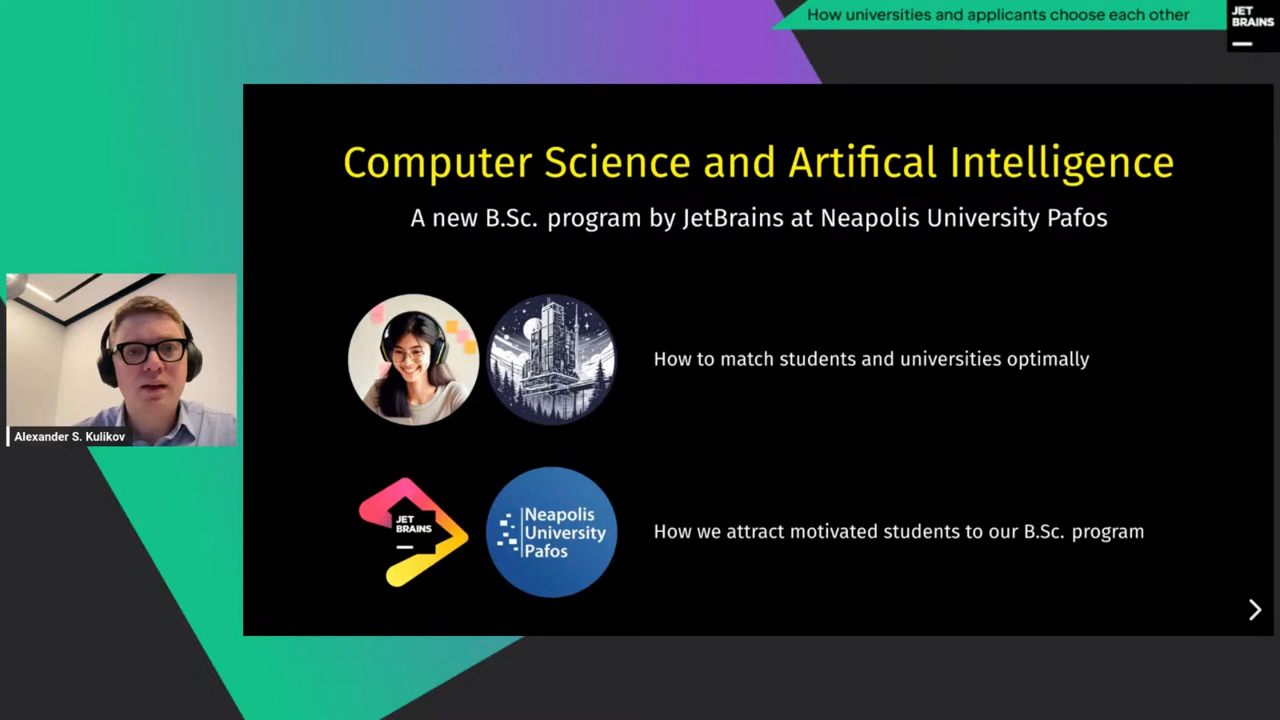 How universities and applicants choose each other
JET
BRAINS
Computer Science and Artifical Intelligence
A new B.Sc. program by JetBrains at Neapolis University Pafos
How to match students and universities optimally
Alexander S. Kulikov
JET
BRAINS
Neapolis
University
Pafos
How we attract motivated students to our B.Sc. program